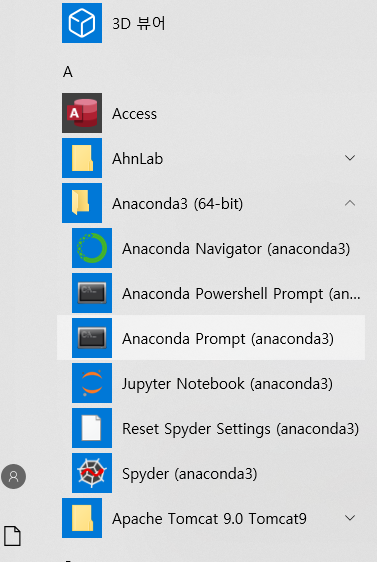 3D 뷰어
A
Access
AhnLab
Anaconda3 (64-bit)
Anaconda Navigator (anaconda3)
Anaconda Powershell Prompt (an...
Anaconda Prompt (anaconda3)
Jupyter Notebook (anaconda3)
Reset Spyder Settings (anaconda3)
Spyder (anaconda3)
Apache Tomcat 9.0 Tomcat9